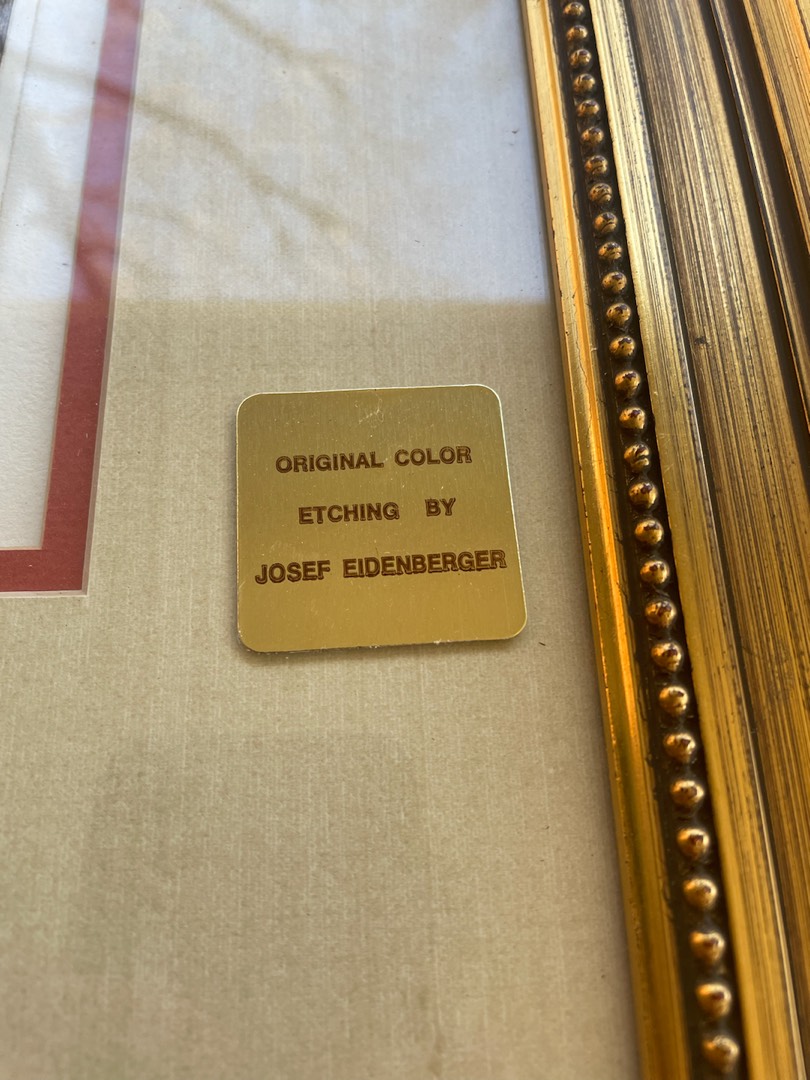 ORIGINAL COLOR
ETCHING BY
JOSEF EIDENBERGER